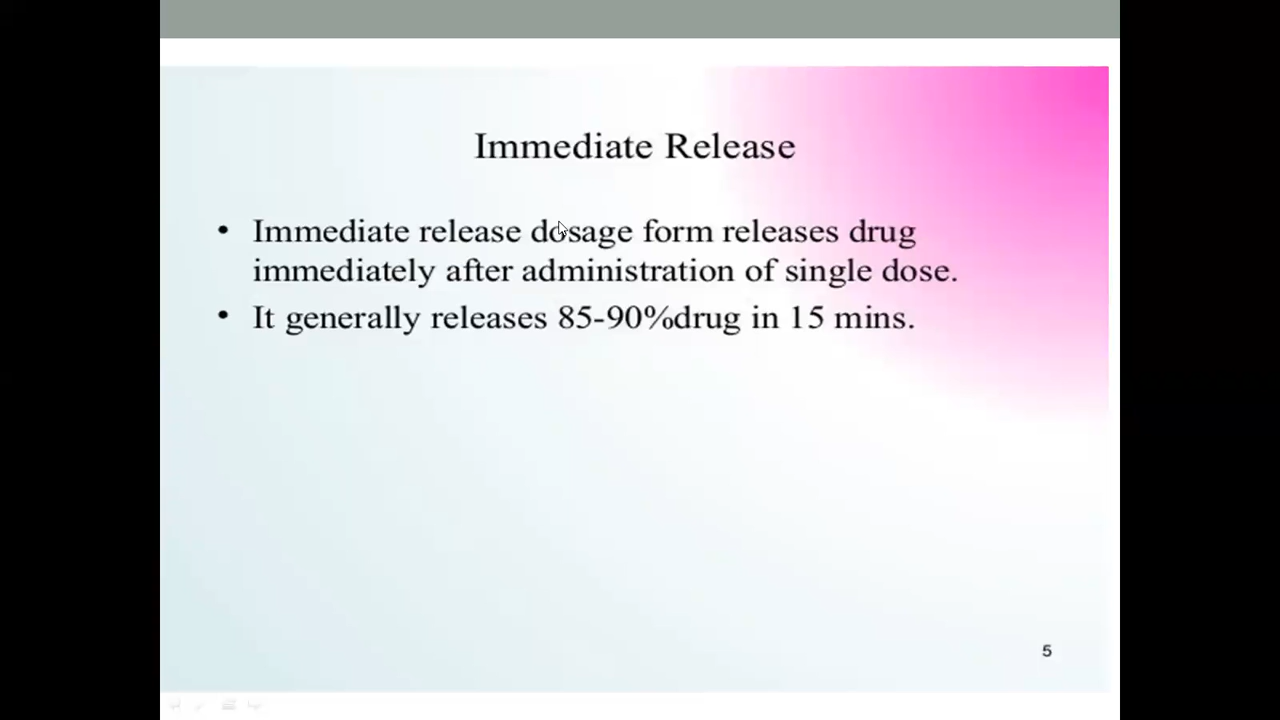 Immediate Release
• Immediate release dosage form releases drug
immediately after administration of single dose.
• It generally releases 85-90%drug in 15 mins.
5